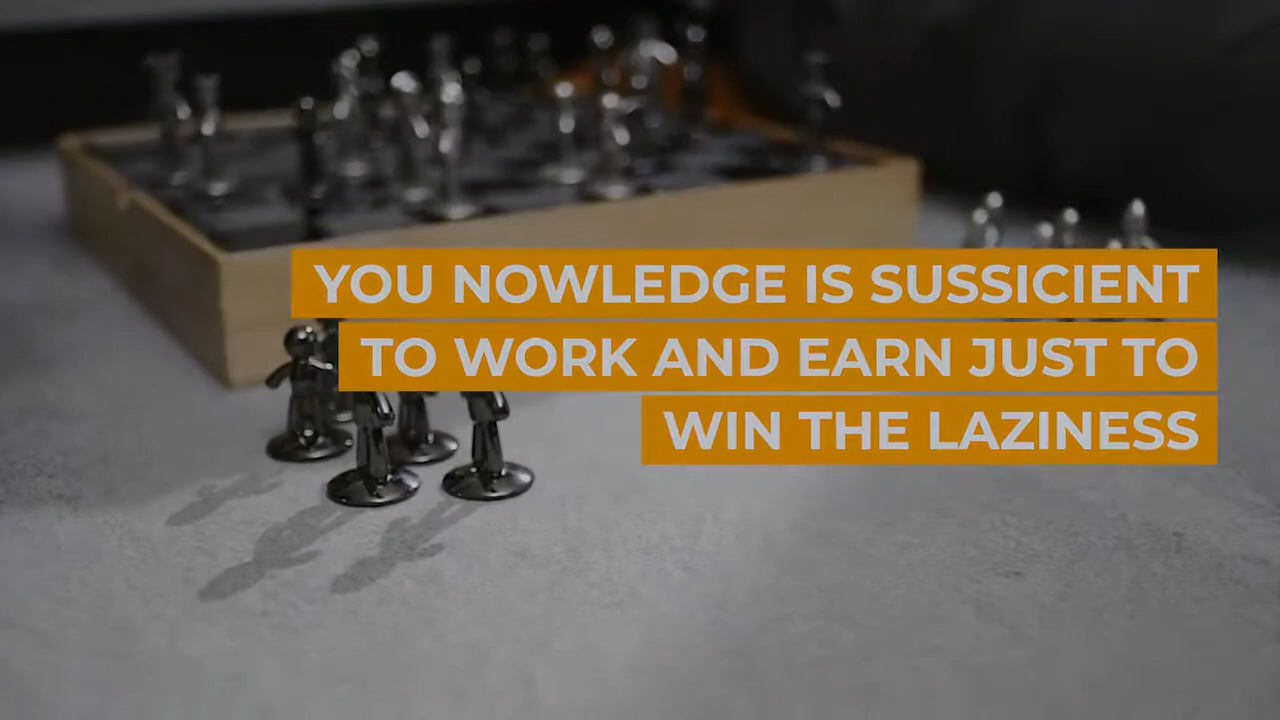 YOU NOWLEDGE IS SUSSICIENT
TO WORK AND EARN JUST TO
WIN THE LAZINESS